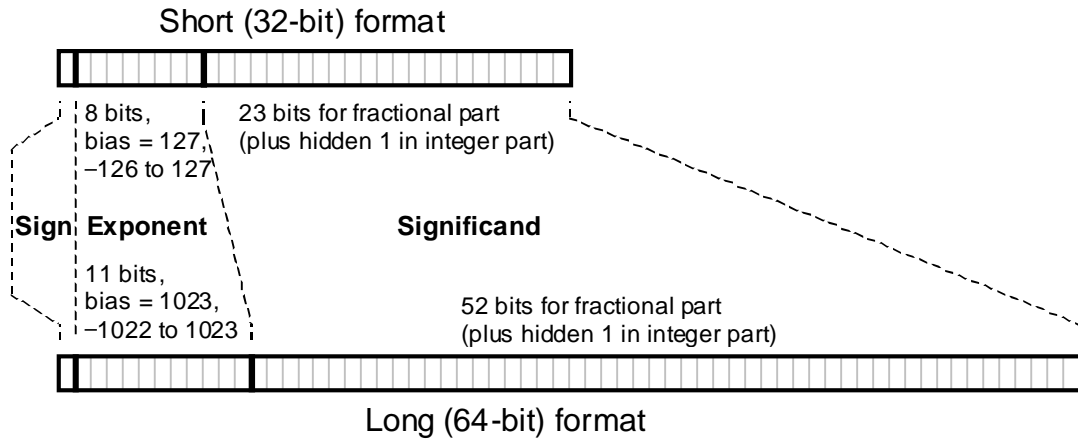 Short (32-bit) format
8 bits,
bias = 127,
–126 to 127
23 bits for fractional part
(plus hidden 1 in integer part)
Sign Exponent Significand
11 bits,
bias = 1023,
–1022 to 1023
52 bits for fractional part
(plus hidden 1 in integer part)
Long (64-bit) format